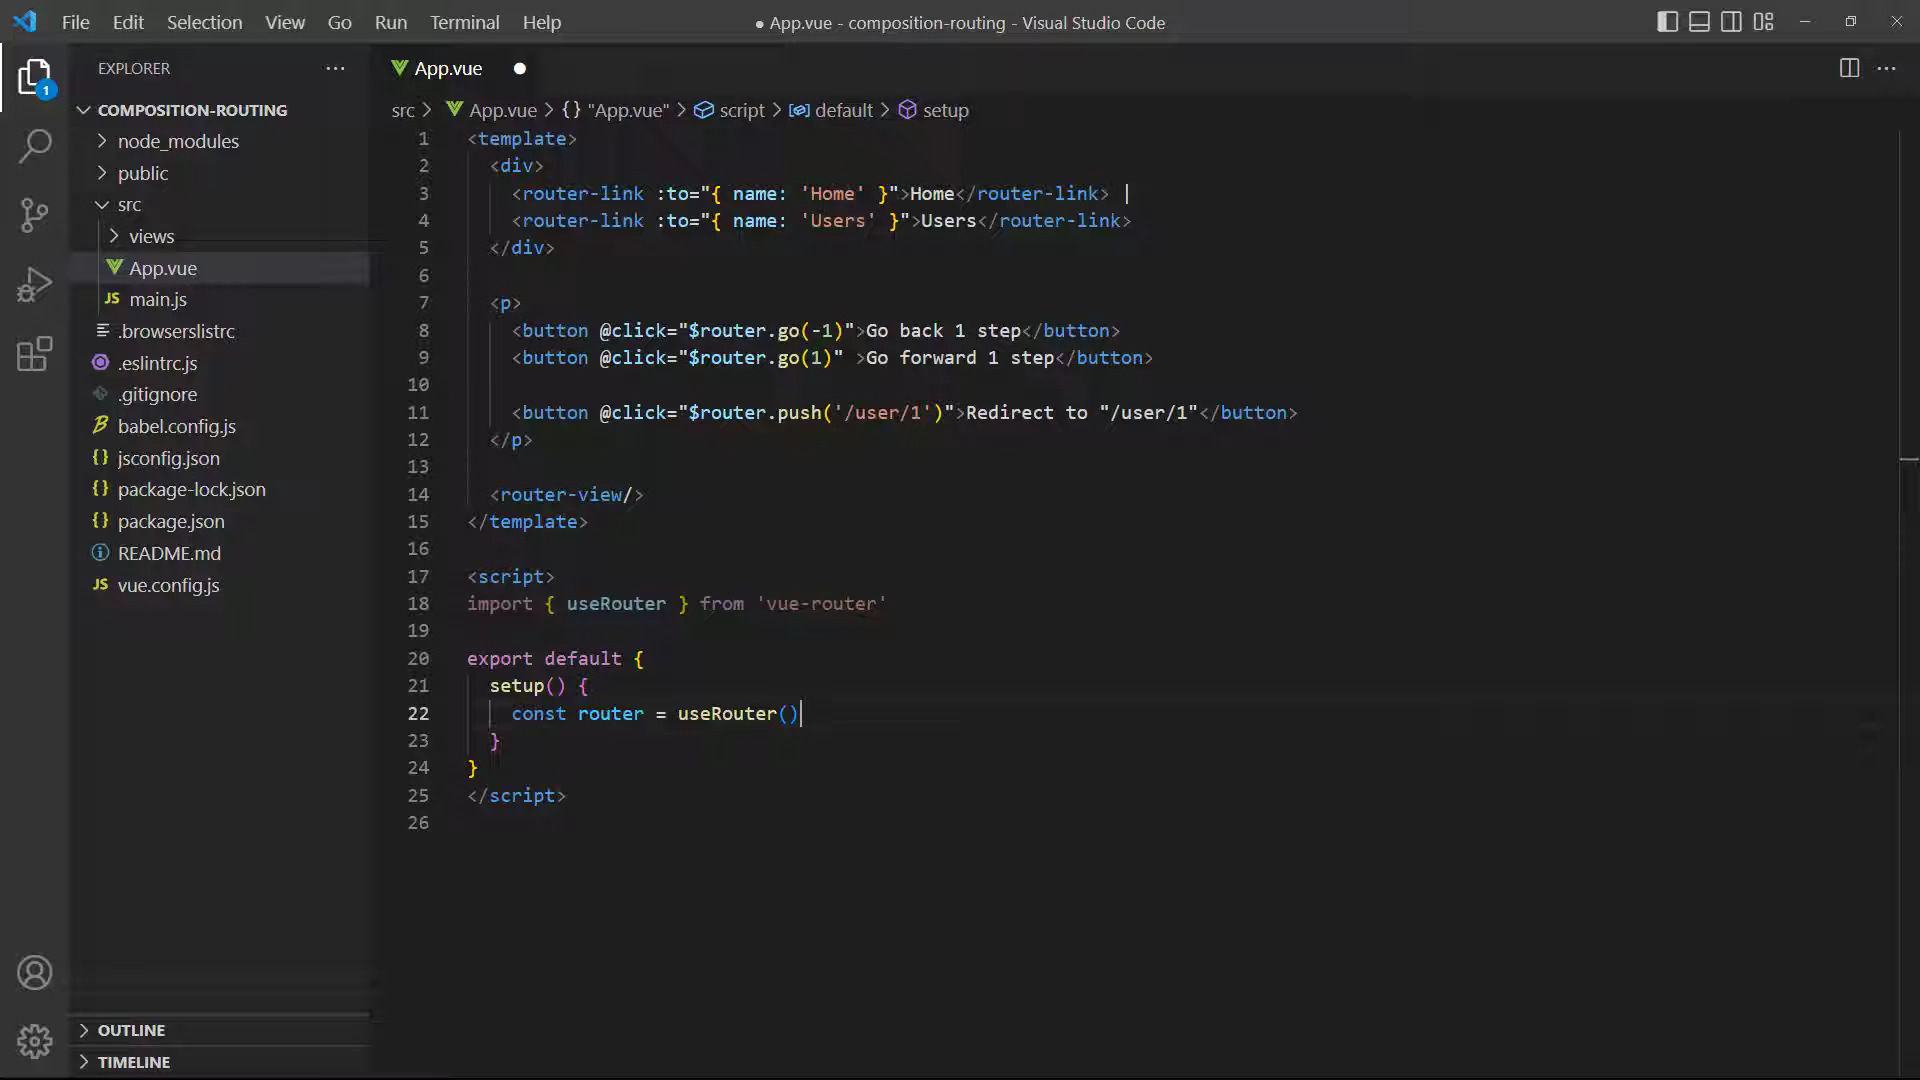 File Edit Selection View Go Run Terminal Help
● App.vue - composition-routing - Visual Studio Code
EXPLORER
1
COMPOSITION-ROUTING
node_modules
public
src
views
App.vue
JS main.js
.browserslistrc
.eslintrc.js
.gitignore
babel.config.js
{} jsconfig.json
{} package-lock.json
{} package.json
README.md
JS vue.config.js
OUTLINE
TIMELINE
App.vue ●
src > App.vue > {} "App.vue" > script > default > setup
1 <template>
2 <div>
3 <router-link :to="{ name: 'Home' }">Home</router-link> |
4 <router-link :to="{ name: 'Users' }">Users</router-link>
5 </div>
6
7 <p>
8 <button @click="$router.go(-1)">Go back 1 step</button>
9 <button @click="$router.go(1)" >Go forward 1 step</button>
10
11 <button @click="$router.push('/user/1')">Redirect to "/user/1"</button>
12 </p>
13
14 <router-view/>
15 </template>
16
17 <script>
18 import { useRouter } from 'vue-router'
19
20 export default {
21 setup() {
22 const router = useRouter()
23 }
24 }
25 </script>
26